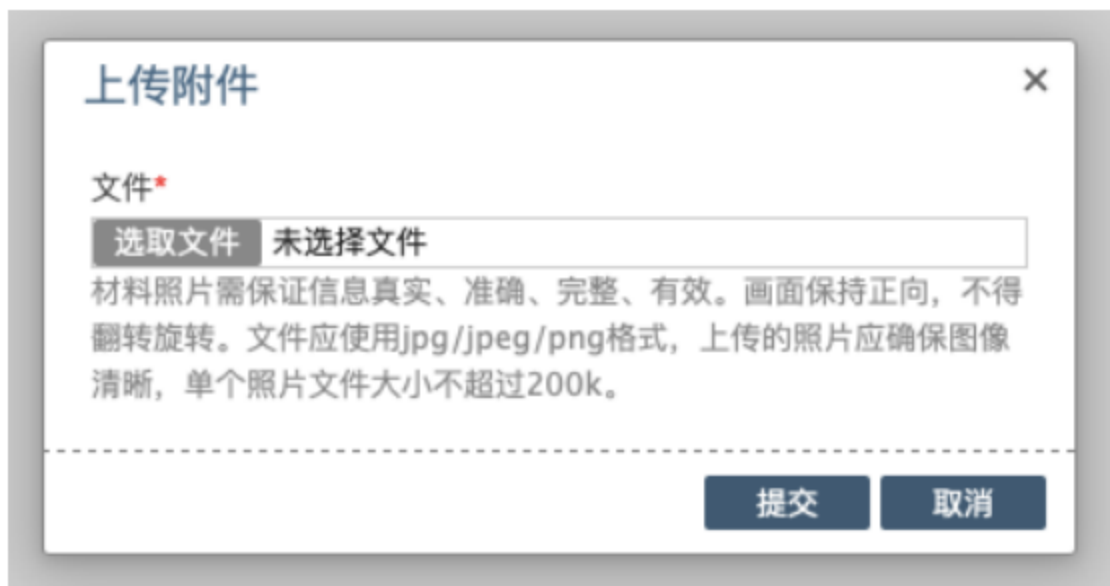 上传附件
×
文件*
选取文件 未选择文件
材料照片需保证信息真实、准确、完整、有效。画面保持正向，不得
翻转旋转。文件应使用jpg/jpeg/png格式，上传的照片应确保图像
清晰，单个照片文件大小不超过200k。
提交 取消